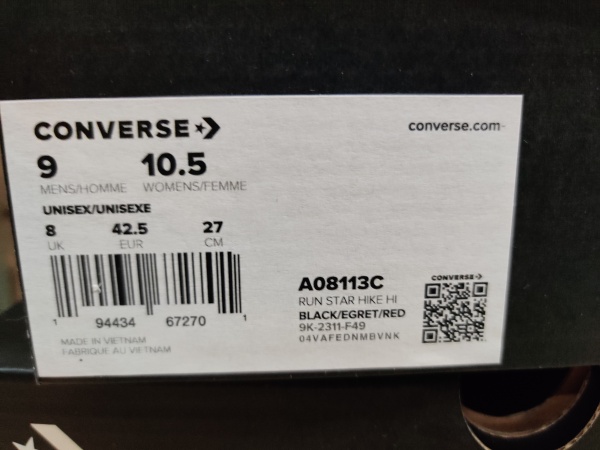 CONVERSE
converse.com
9 10.5
MENS/HOMME WOMENS/FEMME
UNISEX/UNISEXE
8 42.5 27
UK EUR CM
1 94434 67270 1
MADE IN VIETNAM
FABRIQUÉ AU VIETNAM
CONVERSE
A08113C
RUN STAR HIKE HI
BLACK/EGRET/RED
9K-2311-F49
04VAFEDNMBVNK